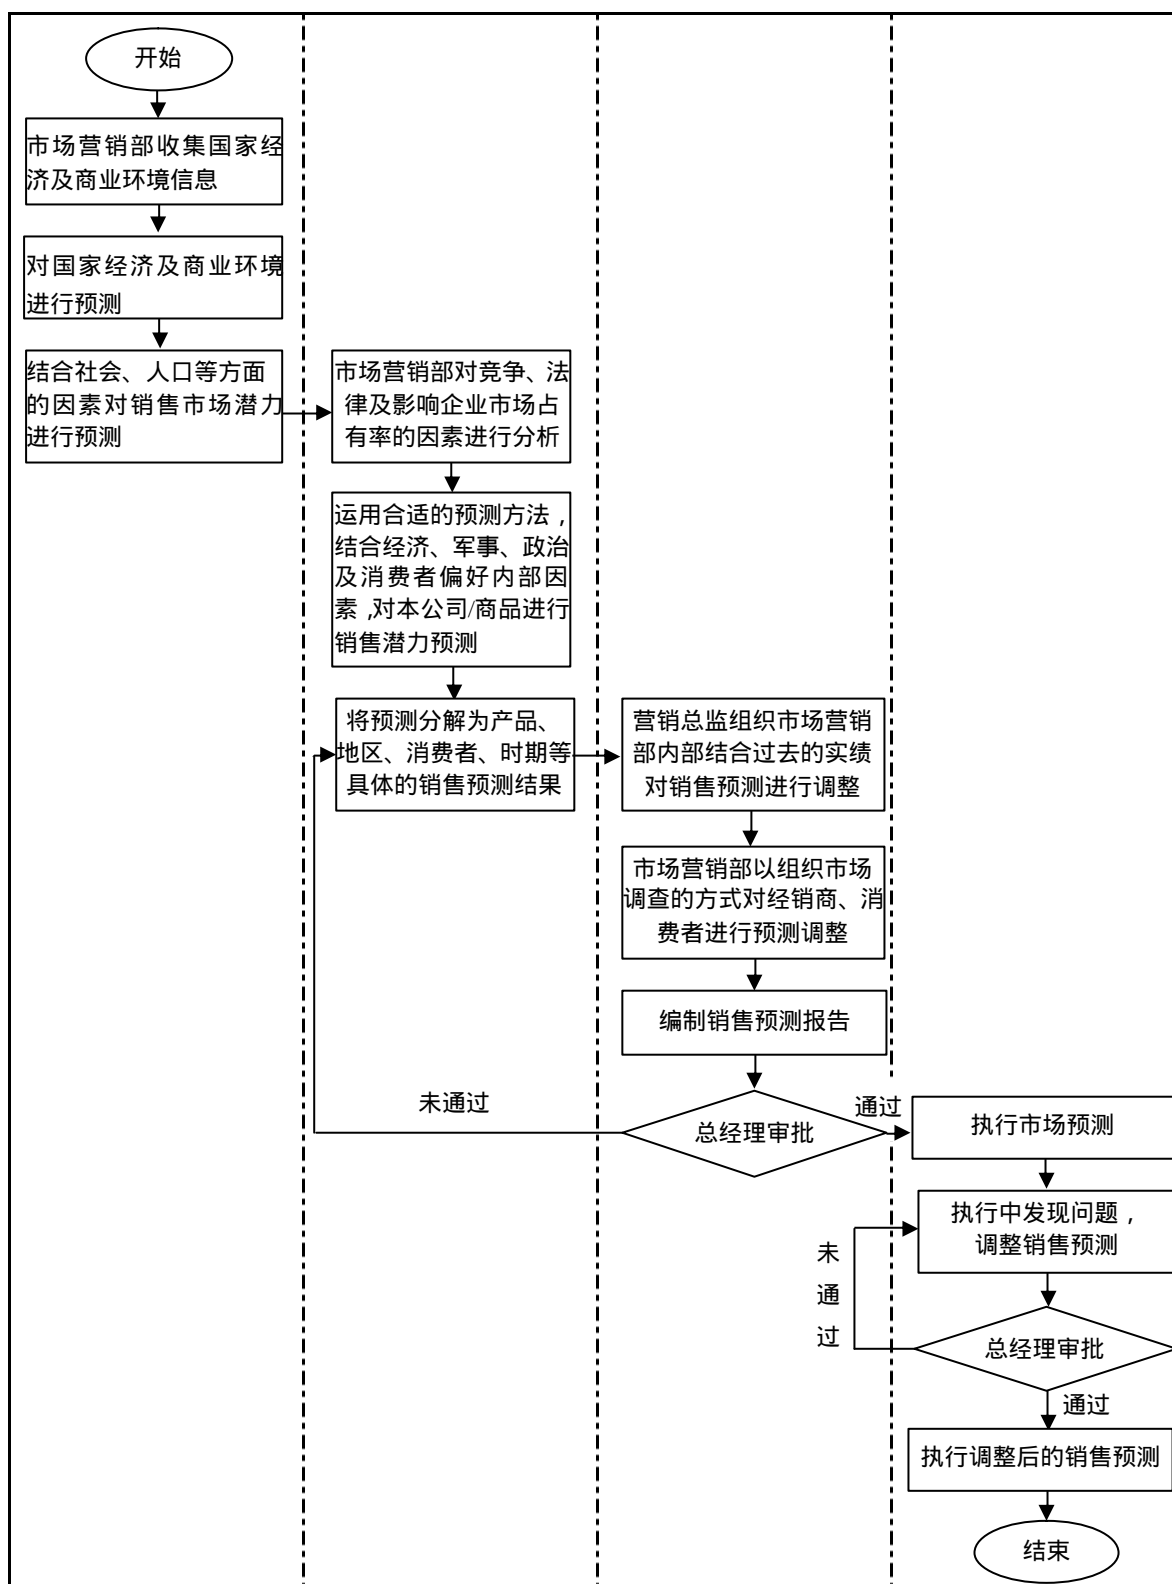 开始
市场营销部收集国家经
济及商业环境信息
对国家经济及商业环境
进行预测
结合社会、人口等方面
的因素对销售市场潜力
进行预测
市场营销部对竞争、法
律及影响企业市场占
有率的因素进行分析
运用合适的预测方法，
结合经济、军事、政治
及消费者偏好内部因
素，对本公司/商品进行
销售潜力预测
将预测分解为产品、
地区、消费者、时期等
具体的销售预测结果
营销总监组织市场营销
部内部结合过去的实绩
对销售预测进行调整
市场营销部以组织市场
调查的方式对经销商、消
费者进行预测调整
编制销售预测报告
总经理审批
未通过
通过
执行市场预测
执行中发现问题，
调整销售预测
未
通
过
总经理审批
通过
执行调整后的销售预测
结束